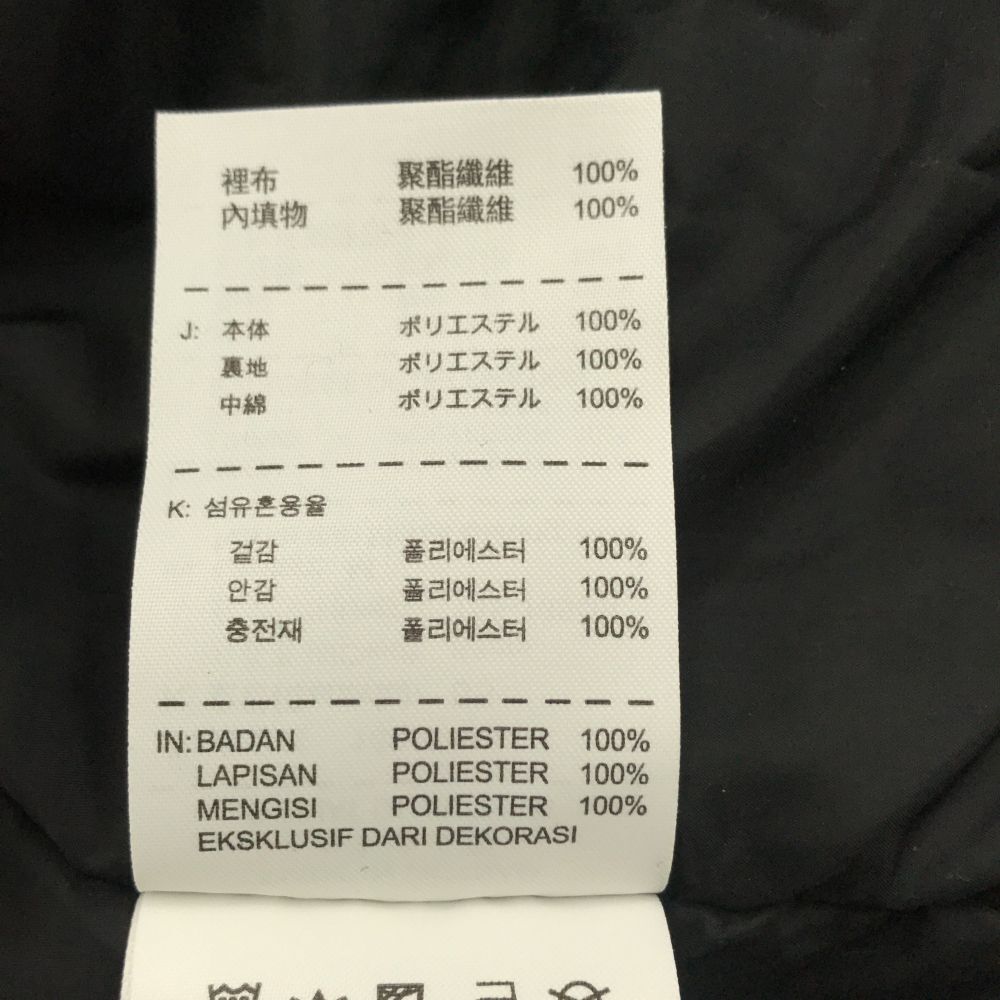 裡布 聚酯纖維 100%
內填物 聚酯纖維 100%
J: 本体 ポリエステル 100%
裏地 ポリエステル 100%
中綿 ポリエステル 100%
K: 섬유혼용율
겉감 폴리에스터 100%
안감 폴리에스터 100%
충전재 폴리에스터 100%
IN: BADAN POLIESTER 100%
LAPISAN POLIESTER 100%
MENGISI POLIESTER 100%
EKSKLUSIF DARI DEKORASI